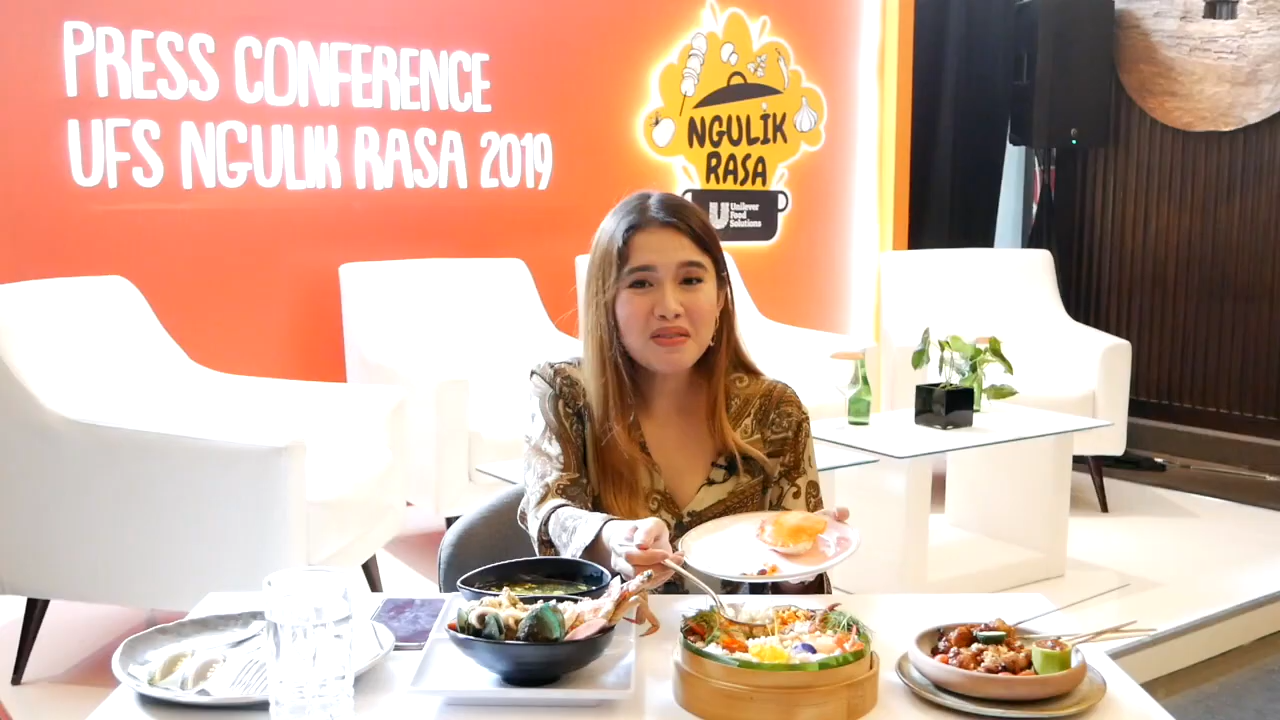 PRESS CONFERENCE
UFS NGULIK RASA 2019
NGULIK
RASA
Unilever
Food
Solutions